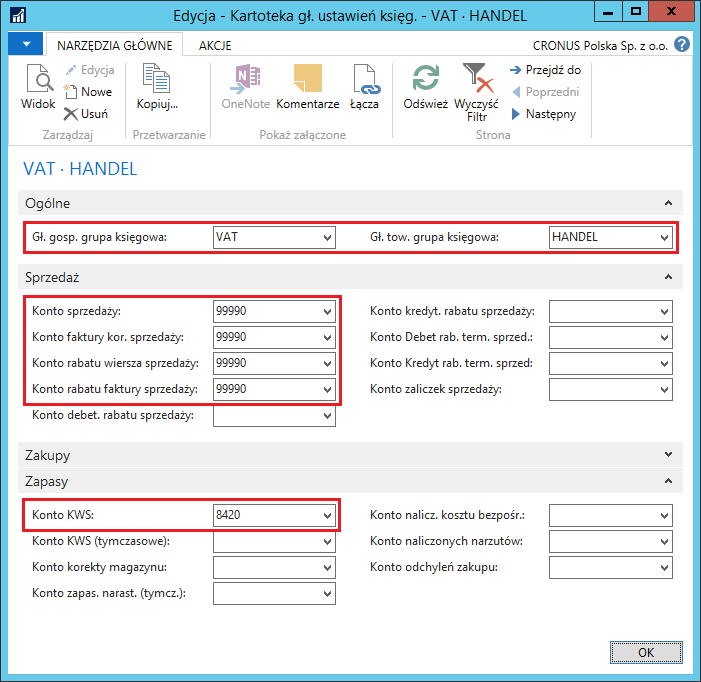 Edycja - Kartoteka gł. ustawień księg. - VAT · HANDEL
NARZĘDZIA GŁÓWNE AKCJE CRONUS Polska Sp. z o.o. ?
Widok Edycja Nowe Usuń Kopiuj... OneNote Komentarze Łącza Odśwież Wyczyść Filtr Przejdź do Poprzedni Następny
Zarządzaj Przetwarzanie Pokaż załączone Strona
VAT · HANDEL
Ogólne
Gł. gosp. grupa księgowa: VAT Gł. tow. grupa księgowa: HANDEL
Sprzedaż
Konto sprzedaży: 99990 Konto kredyt. rabatu sprzedaży:
Konto faktury kor. sprzedaży: 99990 Konto Debet rab. term. sprzed.:
Konto rabatu wiersza sprzedaży: 99990 Konto Kredyt rab. term. sprzed:
Konto rabatu faktury sprzedaży: 99990 Konto zaliczek sprzedaży:
Konto debet. rabatu sprzedaży:
Zakupy
Zapasy
Konto KWS: 8420 Konto nalicz. kosztu bezpośr.:
Konto KWS (tymczasowe): Konto naliczonych narzutów:
Konto korekty magazynu: Konto odchyleń zakupu:
Konto zapas. narast. (tymcz.):
OK